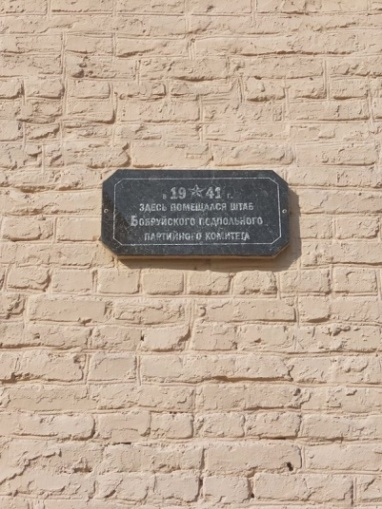 в 19☆41 г.
ЗДЕСЬ ПОМЕЩАЛСЯ ШТАБ
БОБРУЙСКОГО ПОДПОЛЬНОГО
ПАРТИЙНОГО КОМИТЕТА